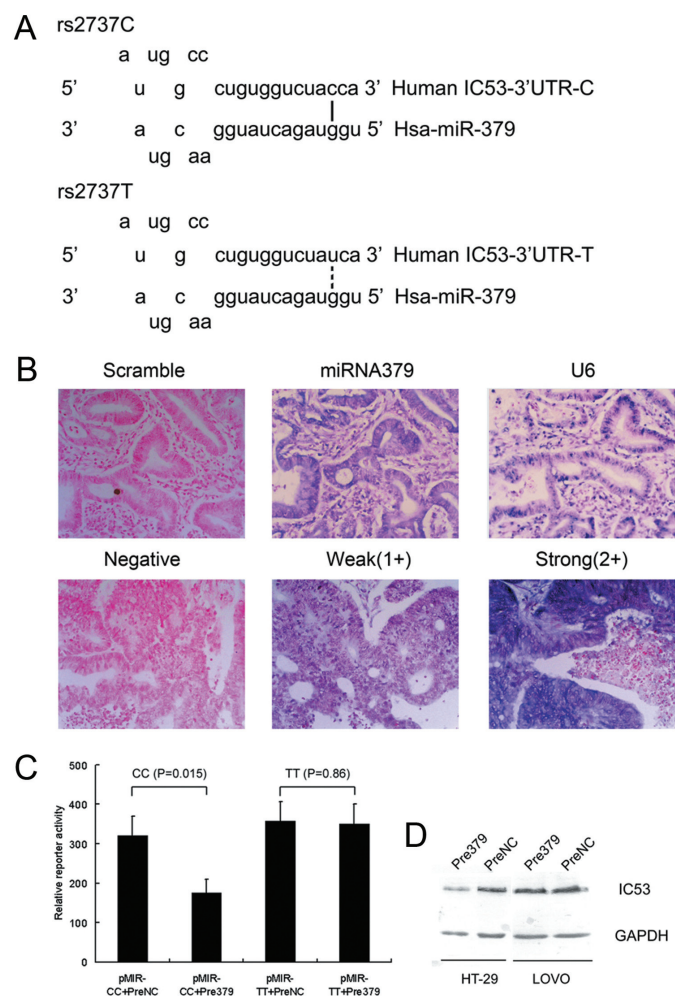 A
rs2737C
a ug cc
5’ u g cuguggucuacca 3’ Human IC53-3’UTR-C
3’ a c gguaucagauggu 5’ Hsa-miR-379
ug aa
rs2737T
a ug cc
5’ u g cuguggucuauca 3’ Human IC53-3’UTR-T
3’ a c gguaucagauggu 5’ Hsa-miR-379
ug aa
B
Scramble miRNA379 U6
Negative Weak(1+) Strong(2+)
C
Relative reporter activity
500
400
300
200
100
0
CC (P=0.015) TT (P=0.86)
pMIR-CC+PreNC
pMIR-CC+Pre379
pMIR-TT+PreNC
pMIR-TT+Pre379
D
Pre379 PreNC Pre379 PreNC
IC53
GAPDH
HT-29 LOVO